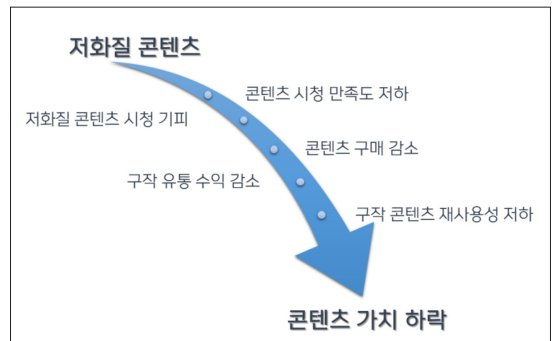 저화질 콘텐츠
콘텐츠 시청 만족도 저하
저화질 콘텐츠 시청 기피
콘텐츠 구매 감소
구작 유통 수익 감소
구작 콘텐츠 재사용성 저하
콘텐츠 가치 하락